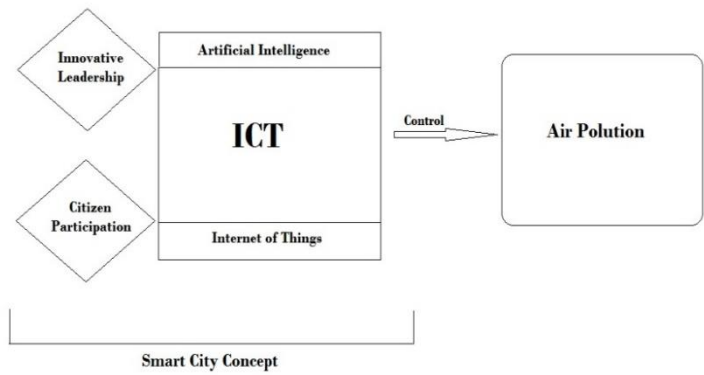 Innovative
Leadership
Artificial Intelligence
ICT
Control
Air Polution
Citizen
Participation
Internet of Things
Smart City Concept